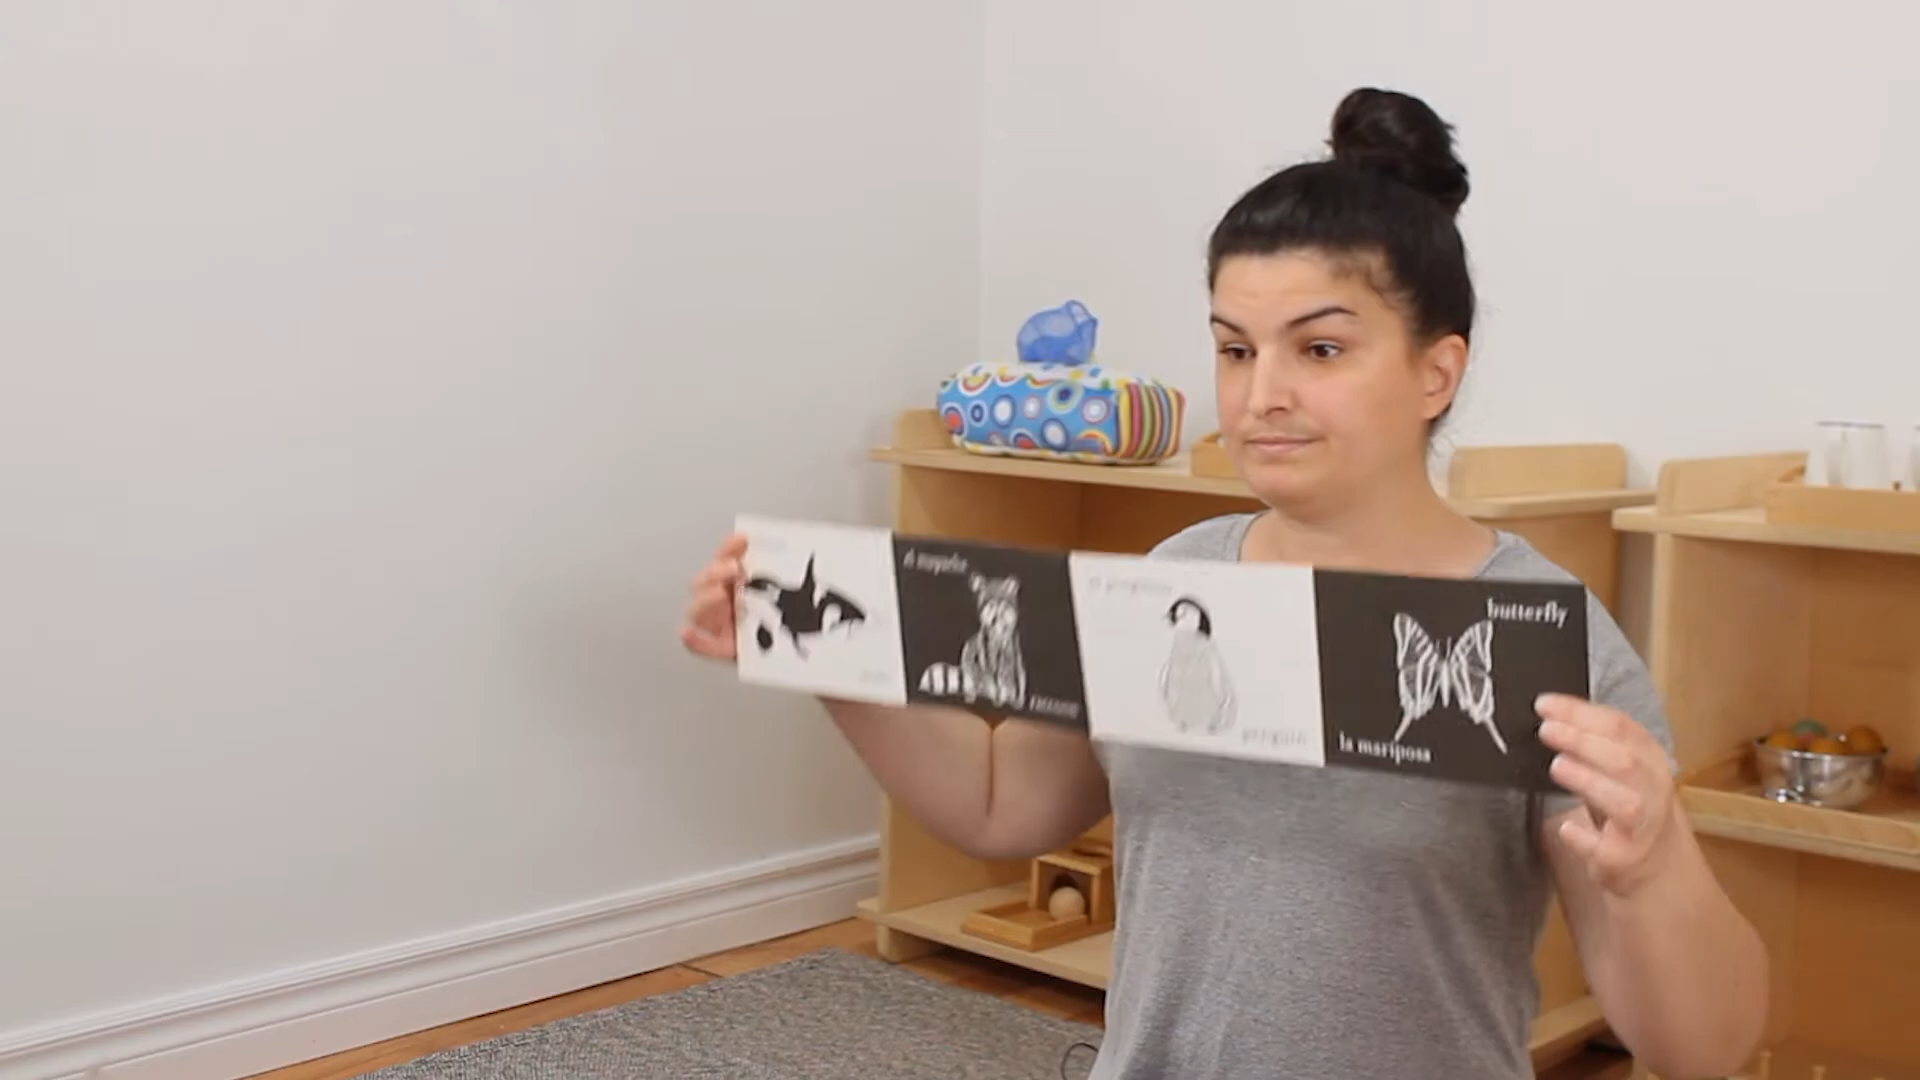 el mapache
raccoon
el pingüino
penguin
butterfly
la mariposa